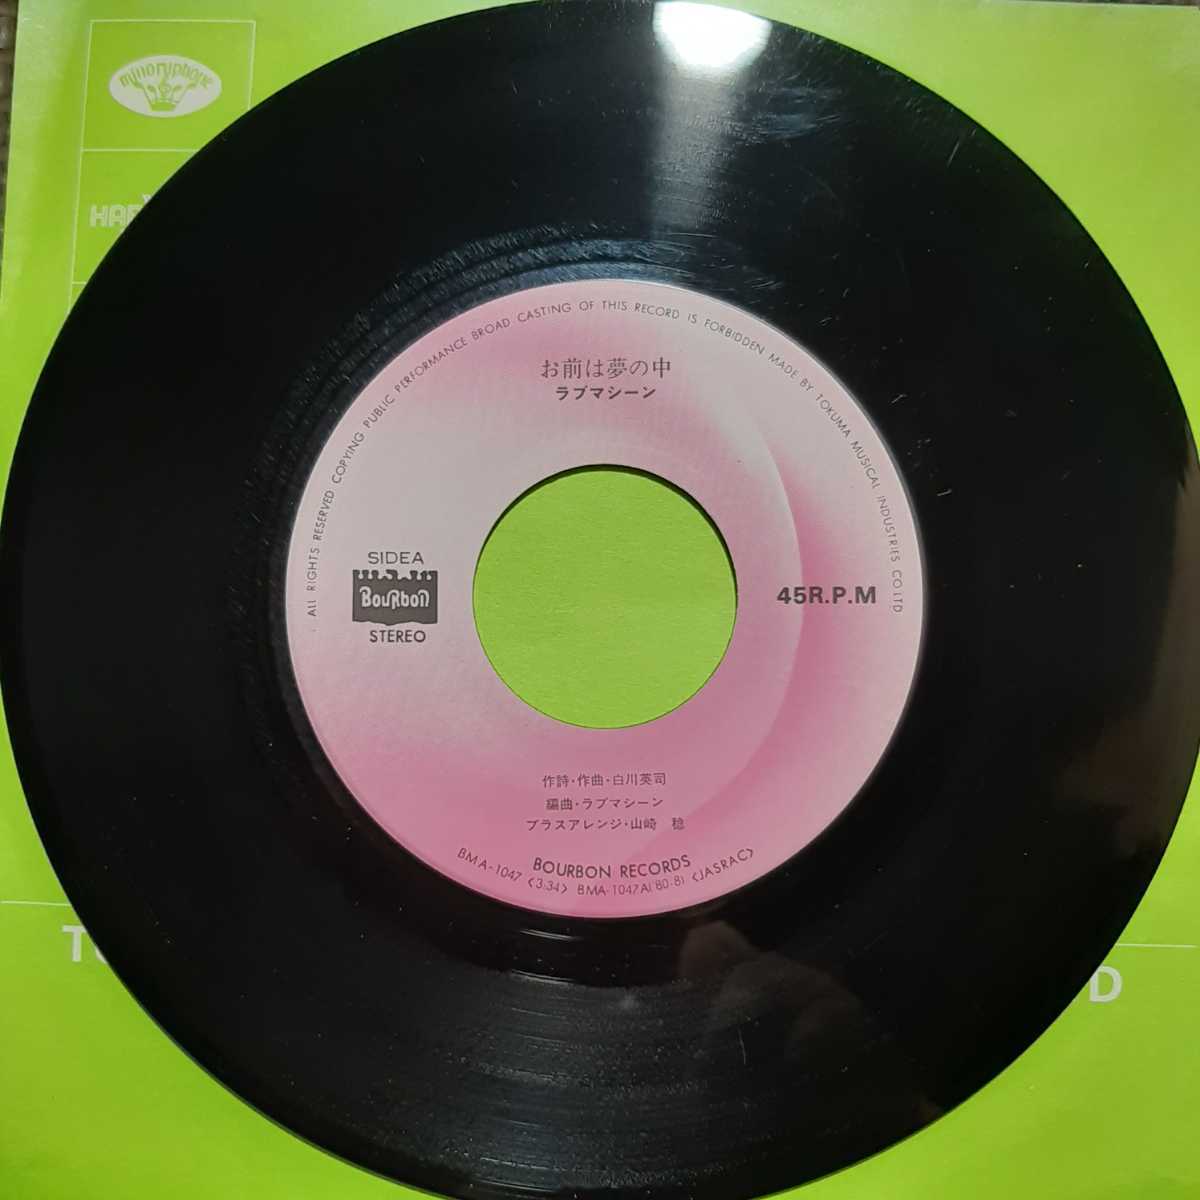 minoruphone
ALL RIGHTS RESERVED COPYING PUBLIC PERFORMANCE BROAD CASTING OF THIS RECORD IS FORBIDDEN MADE BY TOKUMA MUSICAL INDUSTRIES CO LTD
お前は夢の中
ラブマシーン
SIDEA
BouRbon
STEREO
45R.P.M
作詩・作曲・白川英司
編曲・ラブマシーン
ブラスアレンジ・山崎 稔
BOURBON RECORDS
BMA-1047 〈3:34〉 BMA-1047A(80·8) 〈JASRAC〉
D